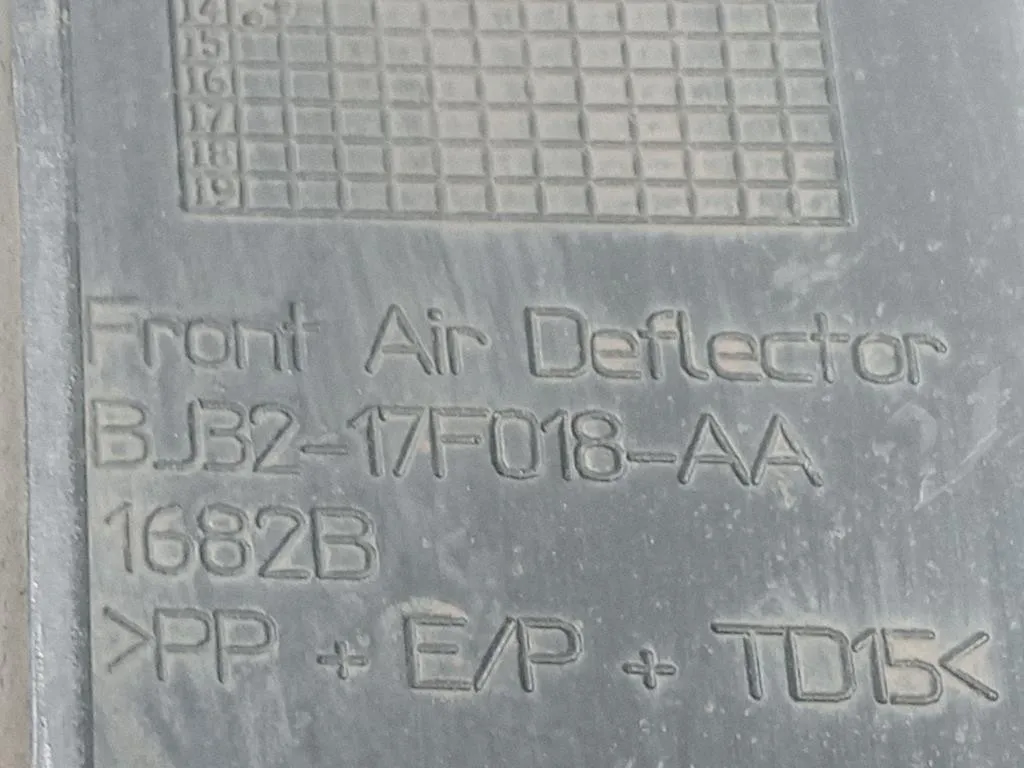 14
15
16
17
18
19
Front Air Deflector
BJ32-17F018-AA
1682B
>PP + E/P + TD15<